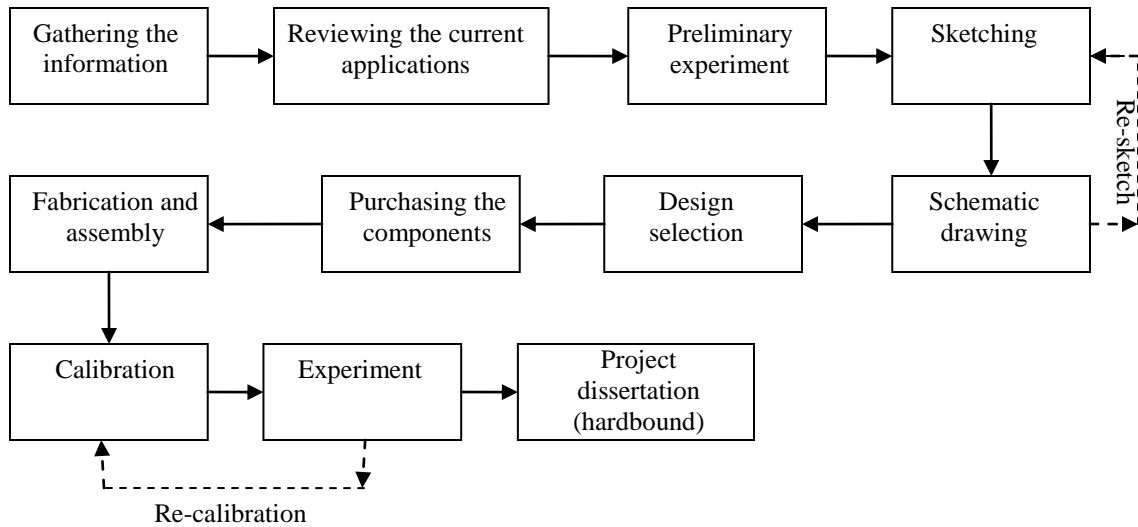 Gathering the
information
Reviewing the current
applications
Preliminary
experiment
Sketching
Re-sketch
Fabrication and
assembly
Purchasing the
components
Design
selection
Schematic
drawing
Calibration
Experiment
Project
dissertation
(hardbound)
Re-calibration